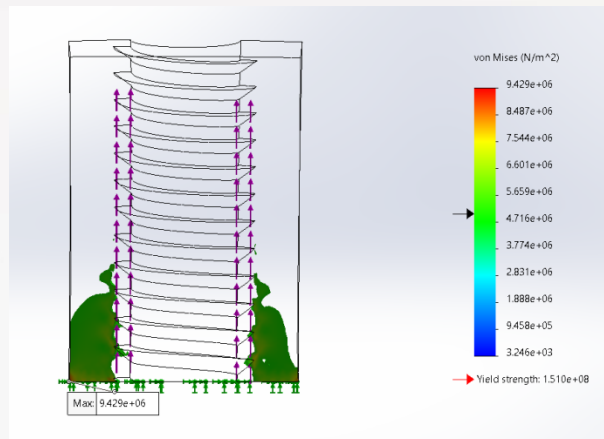 von Mises (N/m^2)
9.429e+06
8.487e+06
7.544e+06
6.601e+06
5.659e+06
4.716e+06
3.774e+06
2.831e+06
1.888e+06
9.458e+05
3.246e+03
Yield strength: 1.510e+08
Max: 9.429e+06